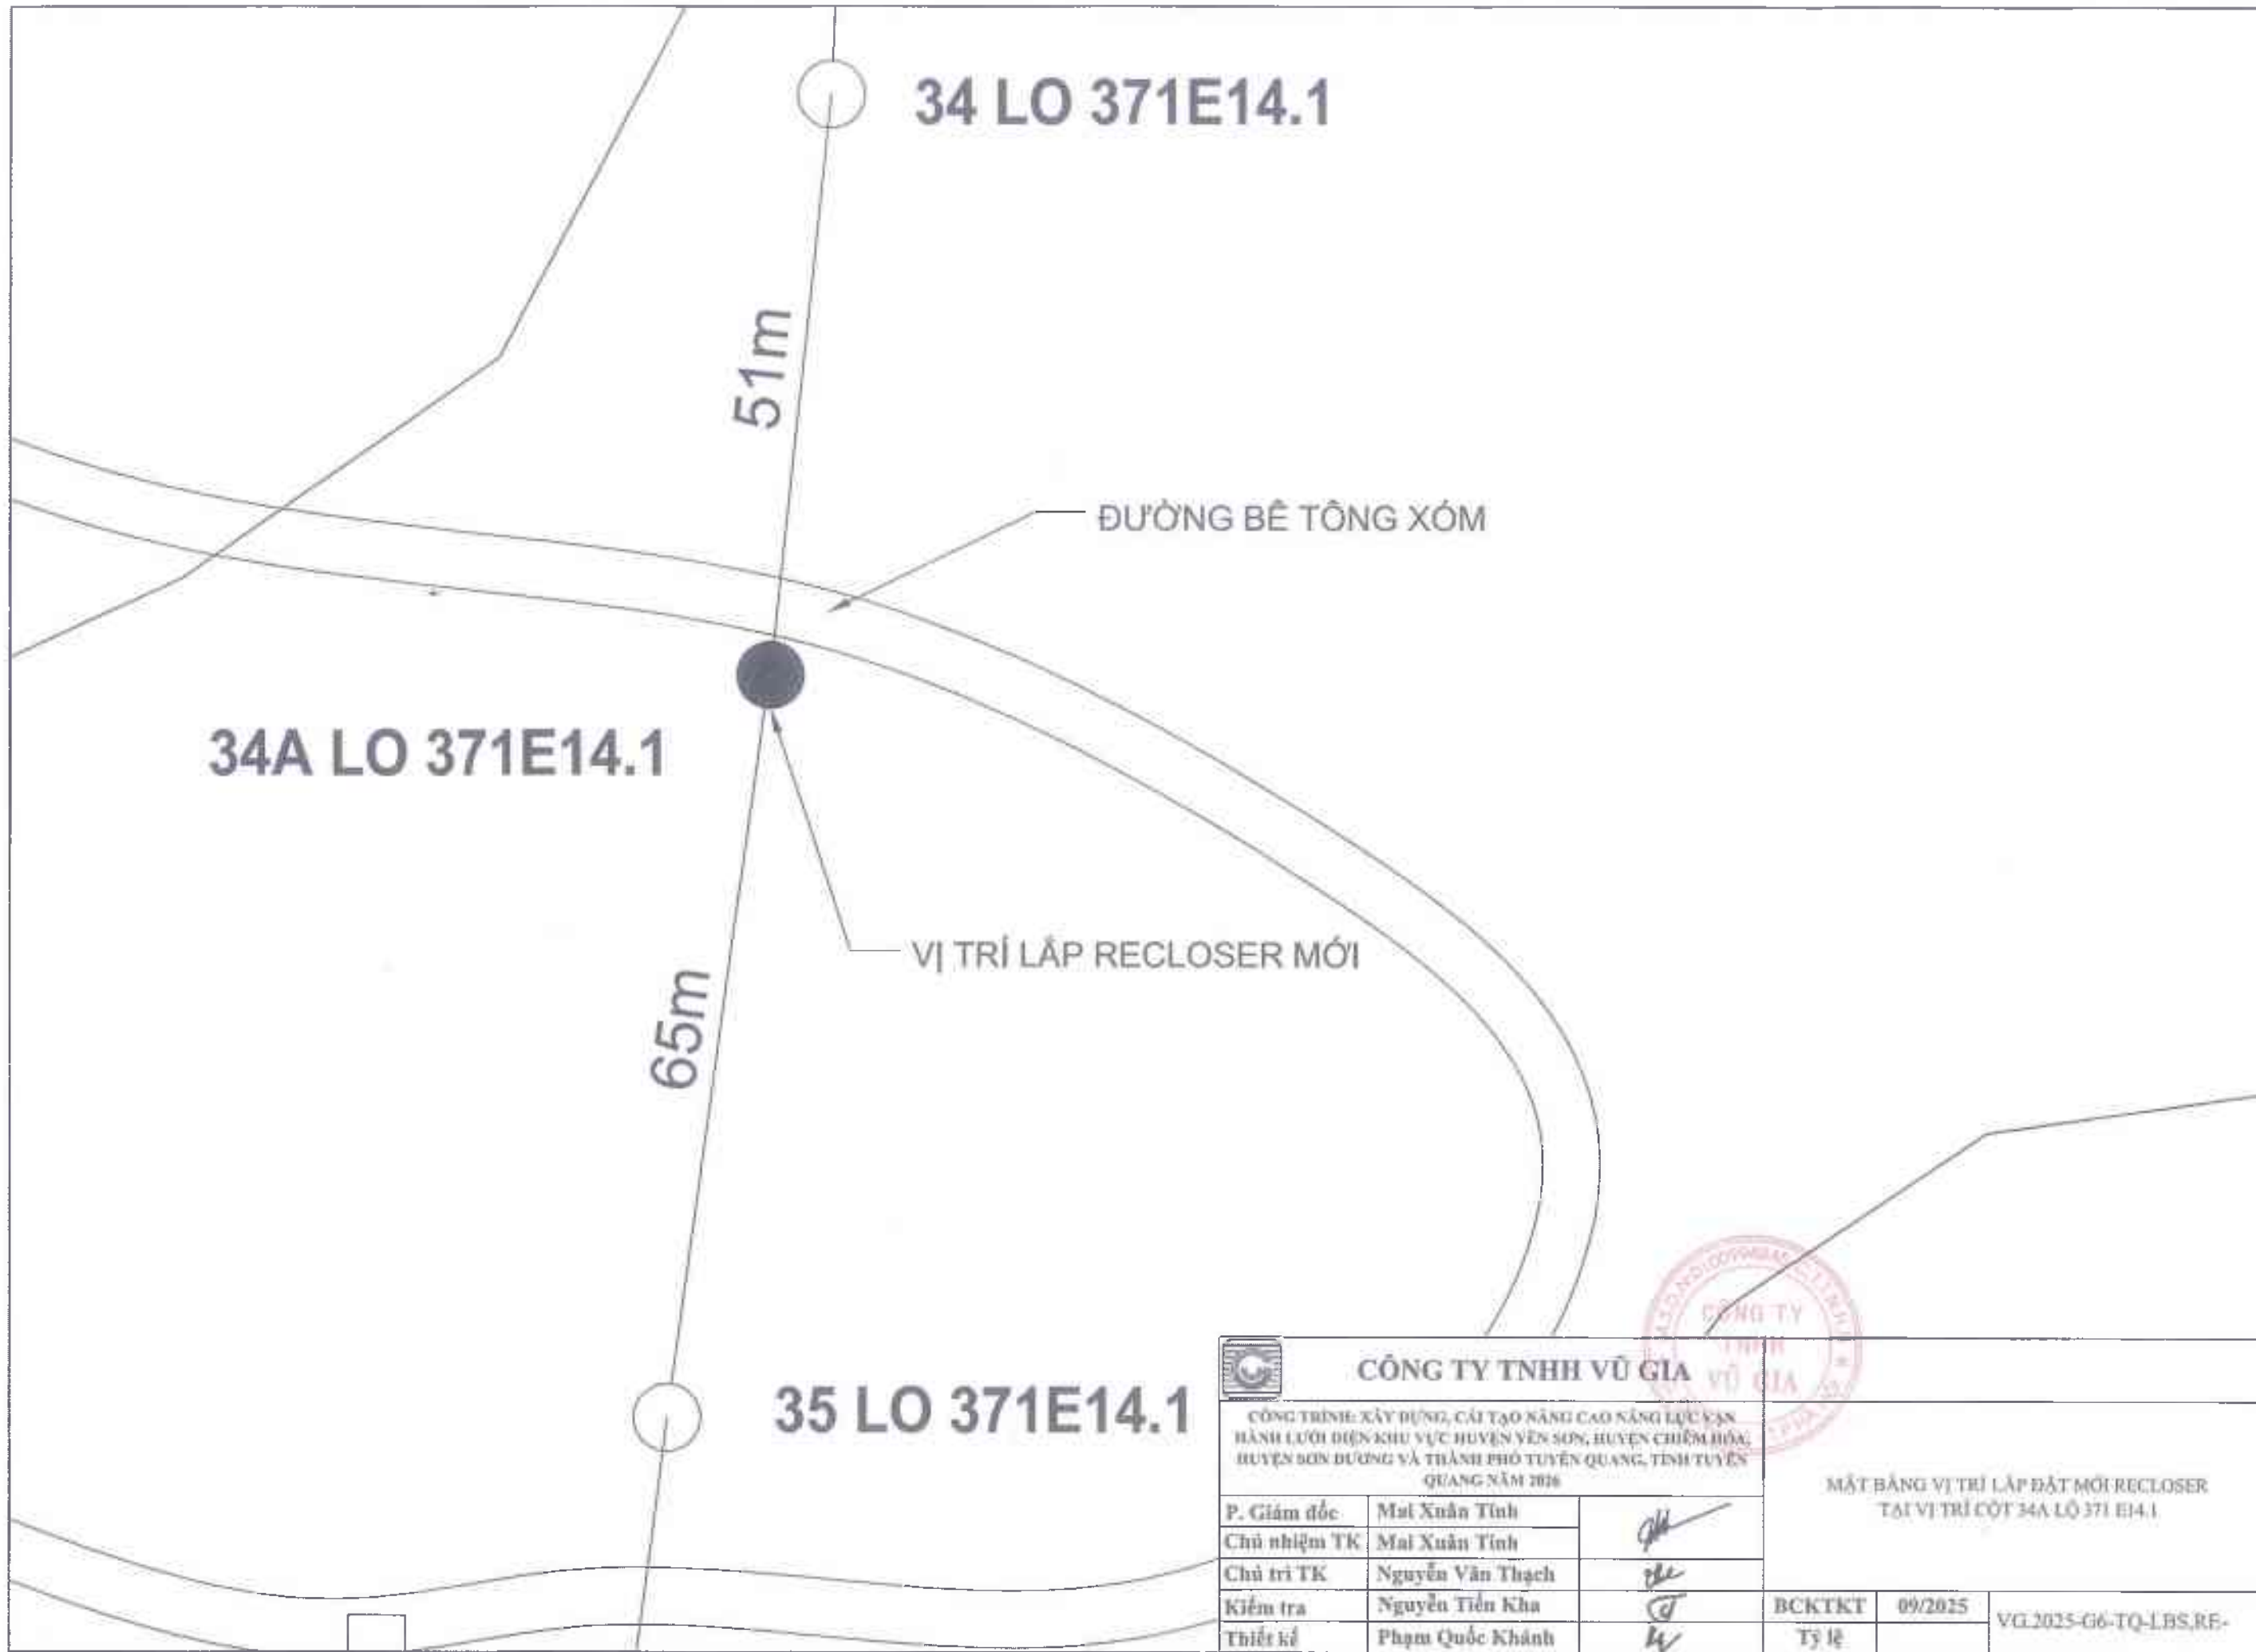 34 LO 371E14.1
51m
ĐƯỜNG BÊ TÔNG XÓM
34A LO 371E14.1
VỊ TRÍ LẮP RECLOSER MỚI
65m
35 LO 371E14.1
CÔNG TY TNHH VŨ GIA
CÔNG TY
TNHH
VŨ GIA
CÔNG TRÌNH: XÂY DỰNG, CẢI TẠO NÂNG CAO NĂNG LỰC VẬN
HÀNH LƯỚI ĐIỆN KHU VỰC HUYỆN YÊN SƠN, HUYỆN CHIÊM HÓA,
HUYỆN SƠN DƯƠNG VÀ THÀNH PHỐ TUYÊN QUANG, TỈNH TUYÊN
QUANG NĂM 2026
MẶT BẰNG VỊ TRÍ LẮP ĐẶT MỚI RECLOSER
TẠI VỊ TRÍ CỘT 34A LỘ 371 E14.1
P. Giám đốc Mai Xuân Tính
Chủ nhiệm TK Mai Xuân Tính
Chủ trì TK Nguyễn Văn Thạch
Kiểm tra Nguyễn Tiến Kha
Thiết kế Phạm Quốc Khánh
BCKTKT 09/2025
Tỷ lệ
VG.2025-G6-TQ-LBS.RE-